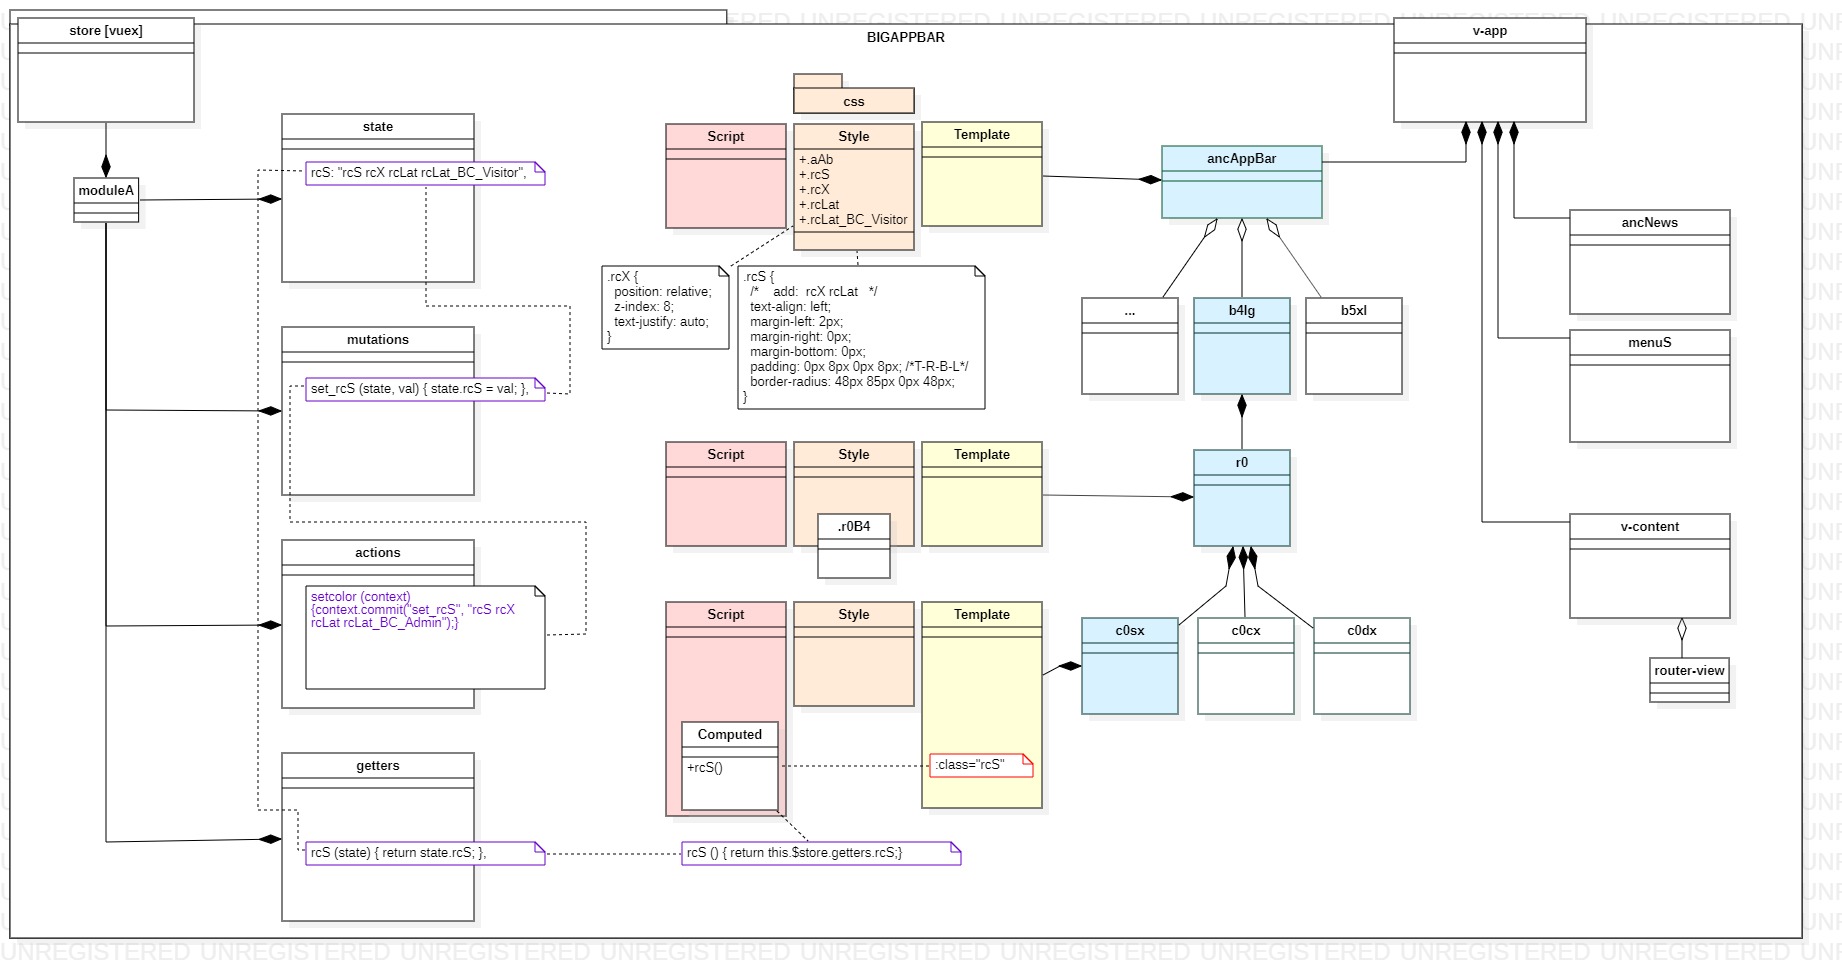 BIGAPPBAR
store [vuex]
moduleA
state
rcS: "rcS rcX rcLat rcLat_BC_Visitor",
mutations
set_rcS (state, val) { state.rcS = val; },
actions
setcolor (context)
{context.commit("set_rcS", "rcS rcX
rcLat rcLat_BC_Admin");}
getters
rcS (state) { return state.rcS; },
css
Script
Style
+.aAb
+.rcS
+.rcX
+.rcLat
+.rcLat_BC_Visitor
Template
.rcX {
position: relative;
z-index: 8;
text-justify: auto;
}
.rcS {
/*    add:  rcX rcLat   */
text-align: left;
margin-left: 2px;
margin-right: 0px;
margin-bottom: 0px;
padding: 0px 8px 0px 8px; /*T-R-B-L*/
border-radius: 48px 85px 0px 48px;
}
Script
Style
.r0B4
Template
Script
Style
Template
Computed
+rcS()
:class="rcS"
rcS () { return this.$store.getters.rcS;}
v-app
ancAppBar
...
b4lg
b5xl
r0
c0sx
c0cx
c0dx
ancNews
menuS
v-content
router-view
UNREGISTERED UNREGISTERED UNREGISTERED UNREGISTERED UNREGISTERED UNREGISTERED UNREGISTERED UNREGISTERED UNREGISTERED